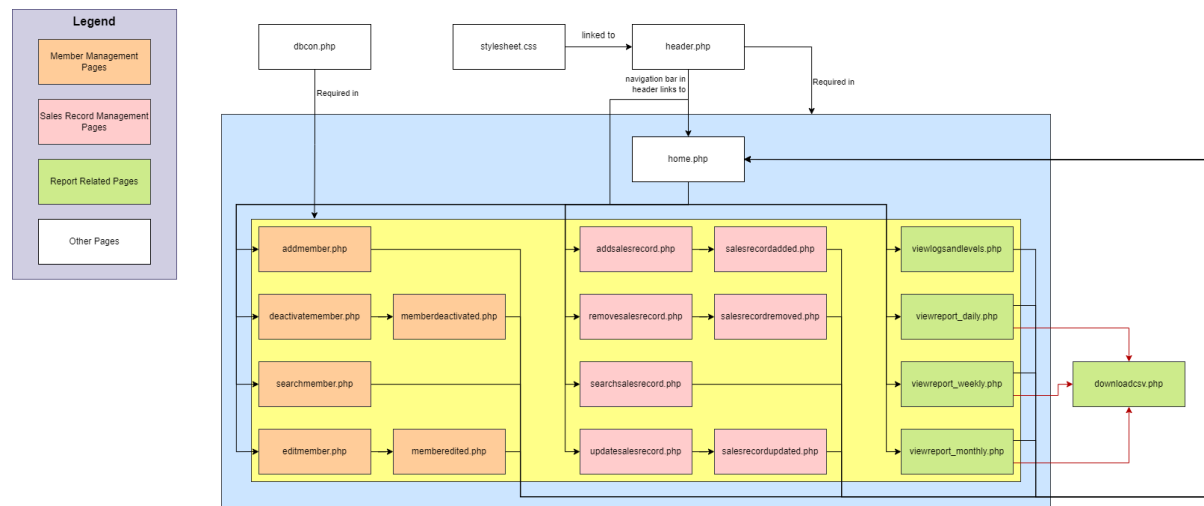 Legend
Member Management
Pages
Sales Record Management
Pages
Report Related Pages
Other Pages
dbcon.php
stylesheet.css
linked to
header.php
Required in
navigation bar in
header links to
Required in
home.php
addmember.php
addsalesrecord.php
salesrecordadded.php
viewlogsandlevels.php
deactivatemember.php
memberdeactivated.php
removesalesrecord.php
salesrecordremoved.php
viewreport_daily.php
searchmember.php
searchsalesrecord.php
viewreport_weekly.php
downloadcsv.php
editmember.php
memberedited.php
updatesalesrecord.php
salesrecordupdated.php
viewreport_monthly.php